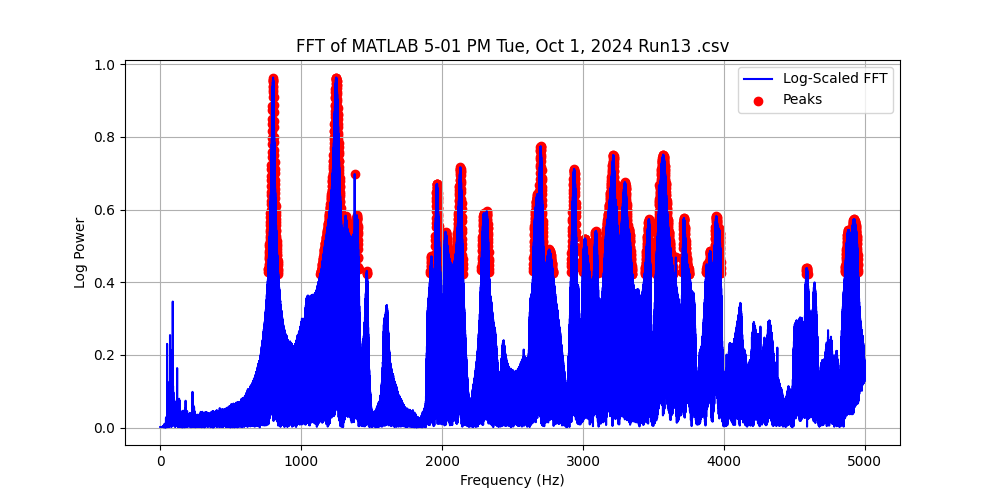 FFT of MATLAB 5-01 PM Tue, Oct 1, 2024 Run13 .csv
Log-Scaled FFT
Peaks
Log Power
1.0
0.8
0.6
0.4
0.2
0.0
0 1000 2000 3000 4000 5000
Frequency (Hz)